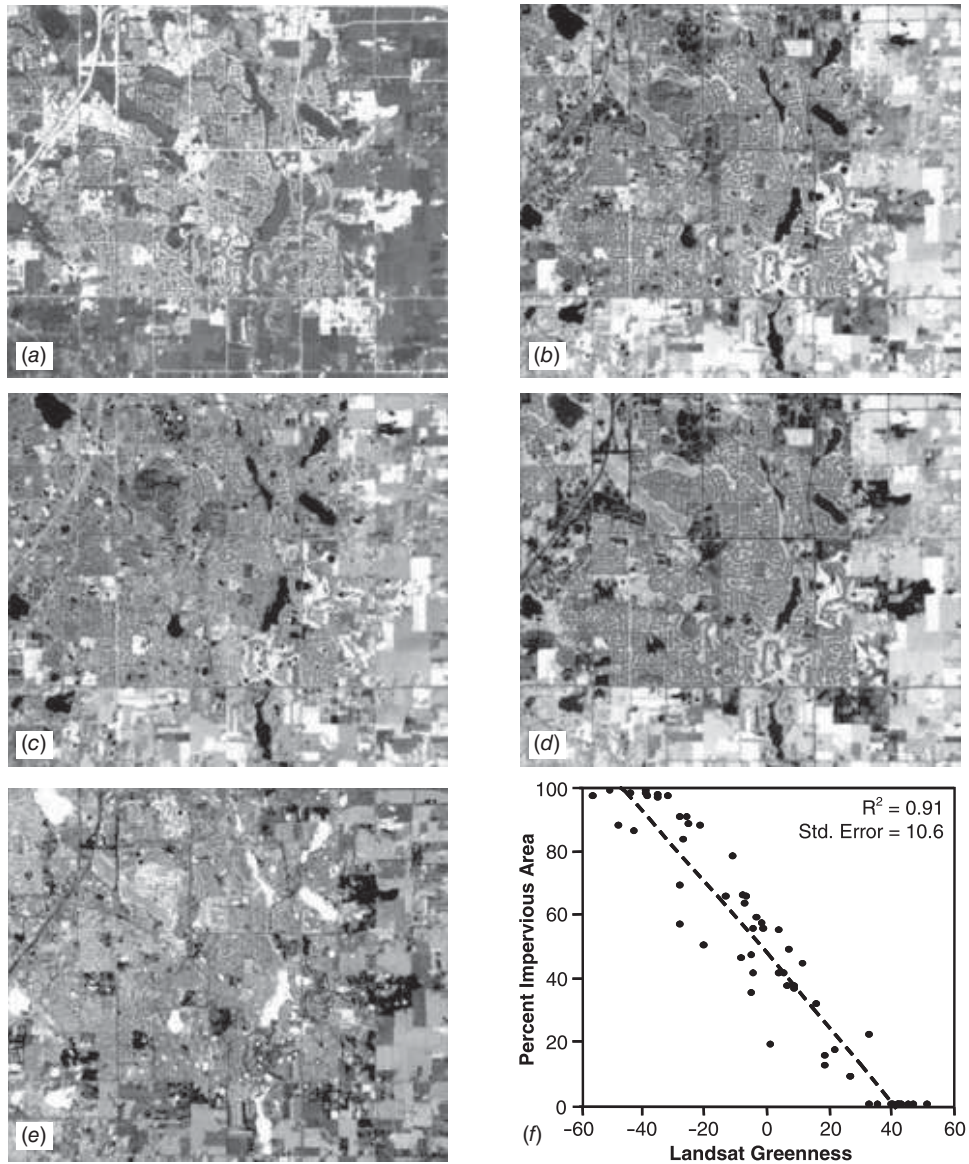 (a)
(b)
(c)
(d)
(e)
(f)
R² = 0.91
Std. Error = 10.6
Percent Impervious Area
100
80
60
40
20
0
−60
−40
−20
0
20
40
60
Landsat Greenness